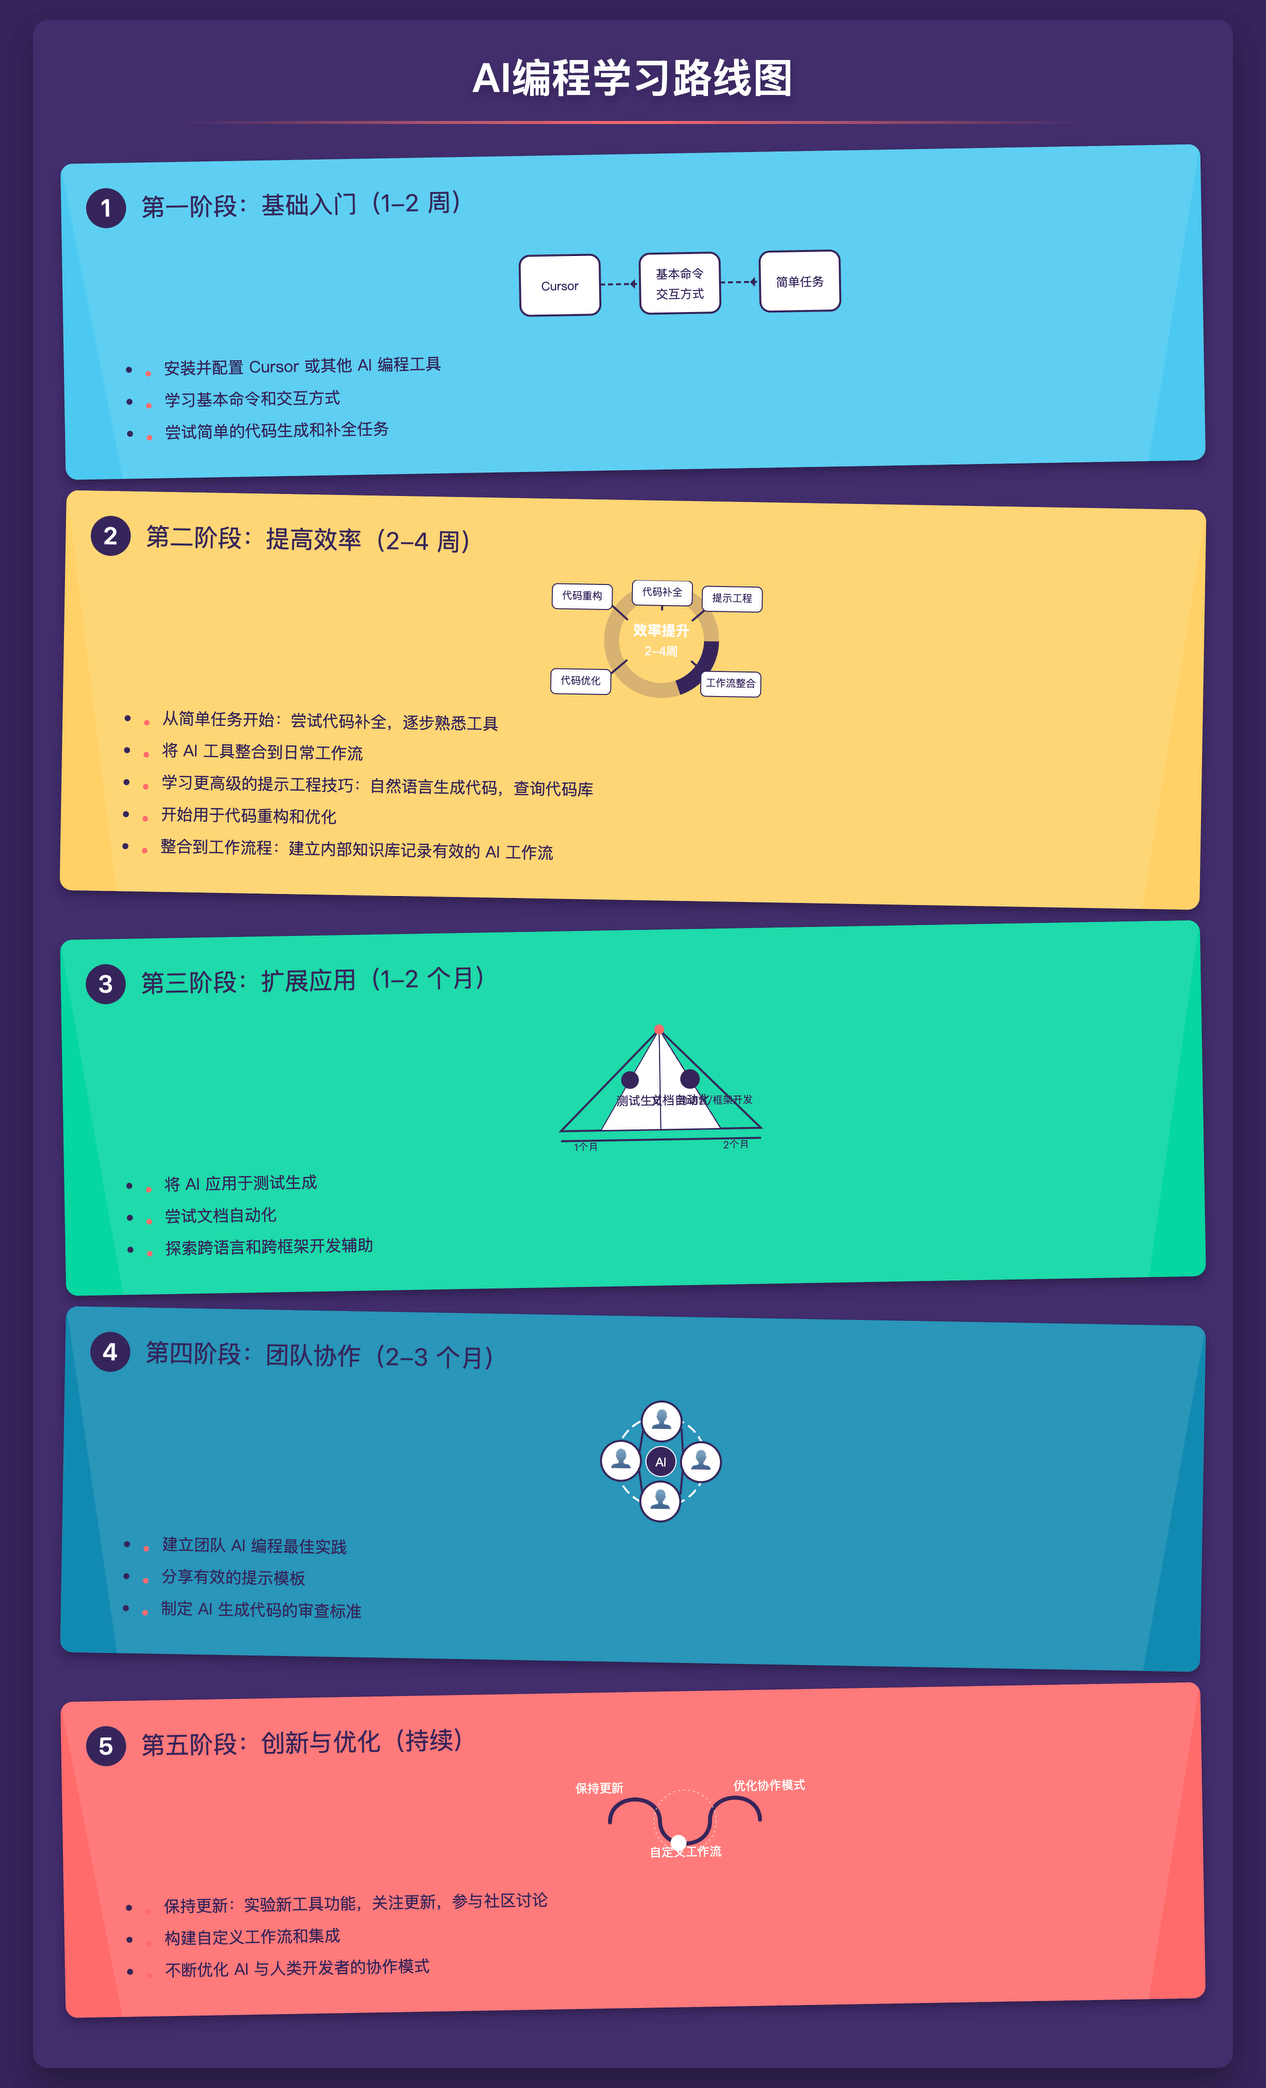 AI编程学习路线图
1
第一阶段：基础入门（1–2 周）
Cursor
基本命令
交互方式
简单任务
安装并配置 Cursor 或其他 AI 编程工具
学习基本命令和交互方式
尝试简单的代码生成和补全任务
2
第二阶段：提高效率（2–4 周）
代码重构
代码补全
提示工程
效率提升
2–4周
代码优化
工作流整合
从简单任务开始：尝试代码补全，逐步熟悉工具
将 AI 工具整合到日常工作流
学习更高级的提示工程技巧：自然语言生成代码，查询代码库
开始用于代码重构和优化
整合到工作流程：建立内部知识库记录有效的 AI 工作流
3
第三阶段：扩展应用（1–2 个月）
测试生
文档自动化
/框架开发
1个月
2个月
将 AI 应用于测试生成
尝试文档自动化
探索跨语言和跨框架开发辅助
4
第四阶段：团队协作（2–3 个月）
AI
建立团队 AI 编程最佳实践
分享有效的提示模板
制定 AI 生成代码的审查标准
5
第五阶段：创新与优化（持续）
保持更新
优化协作模式
自定义工作流
保持更新：实验新工具功能，关注更新，参与社区讨论
构建自定义工作流和集成
不断优化 AI 与人类开发者的协作模式